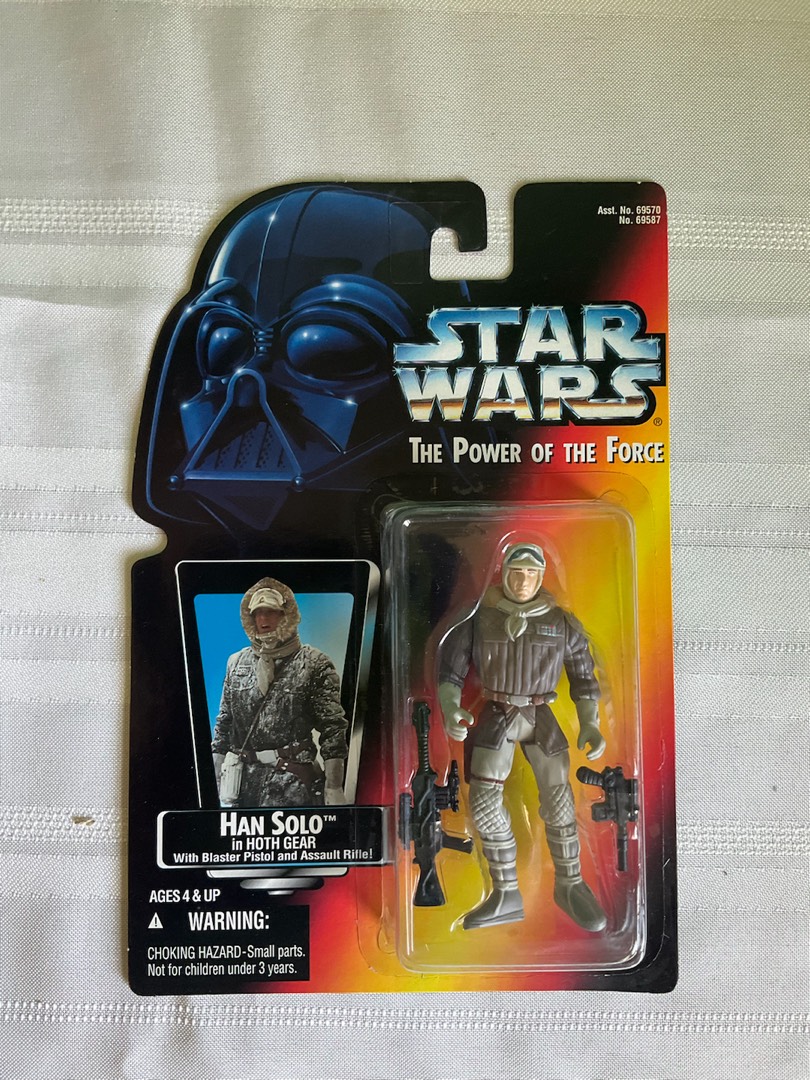 Asst. No. 69570
No. 69587
STAR
WARS®
THE POWER OF THE FORCE
HAN SOLO™
in HOTH GEAR
With Blaster Pistol and Assault Rifle!
AGES 4 & UP
WARNING:
CHOKING HAZARD-Small parts.
Not for children under 3 years.